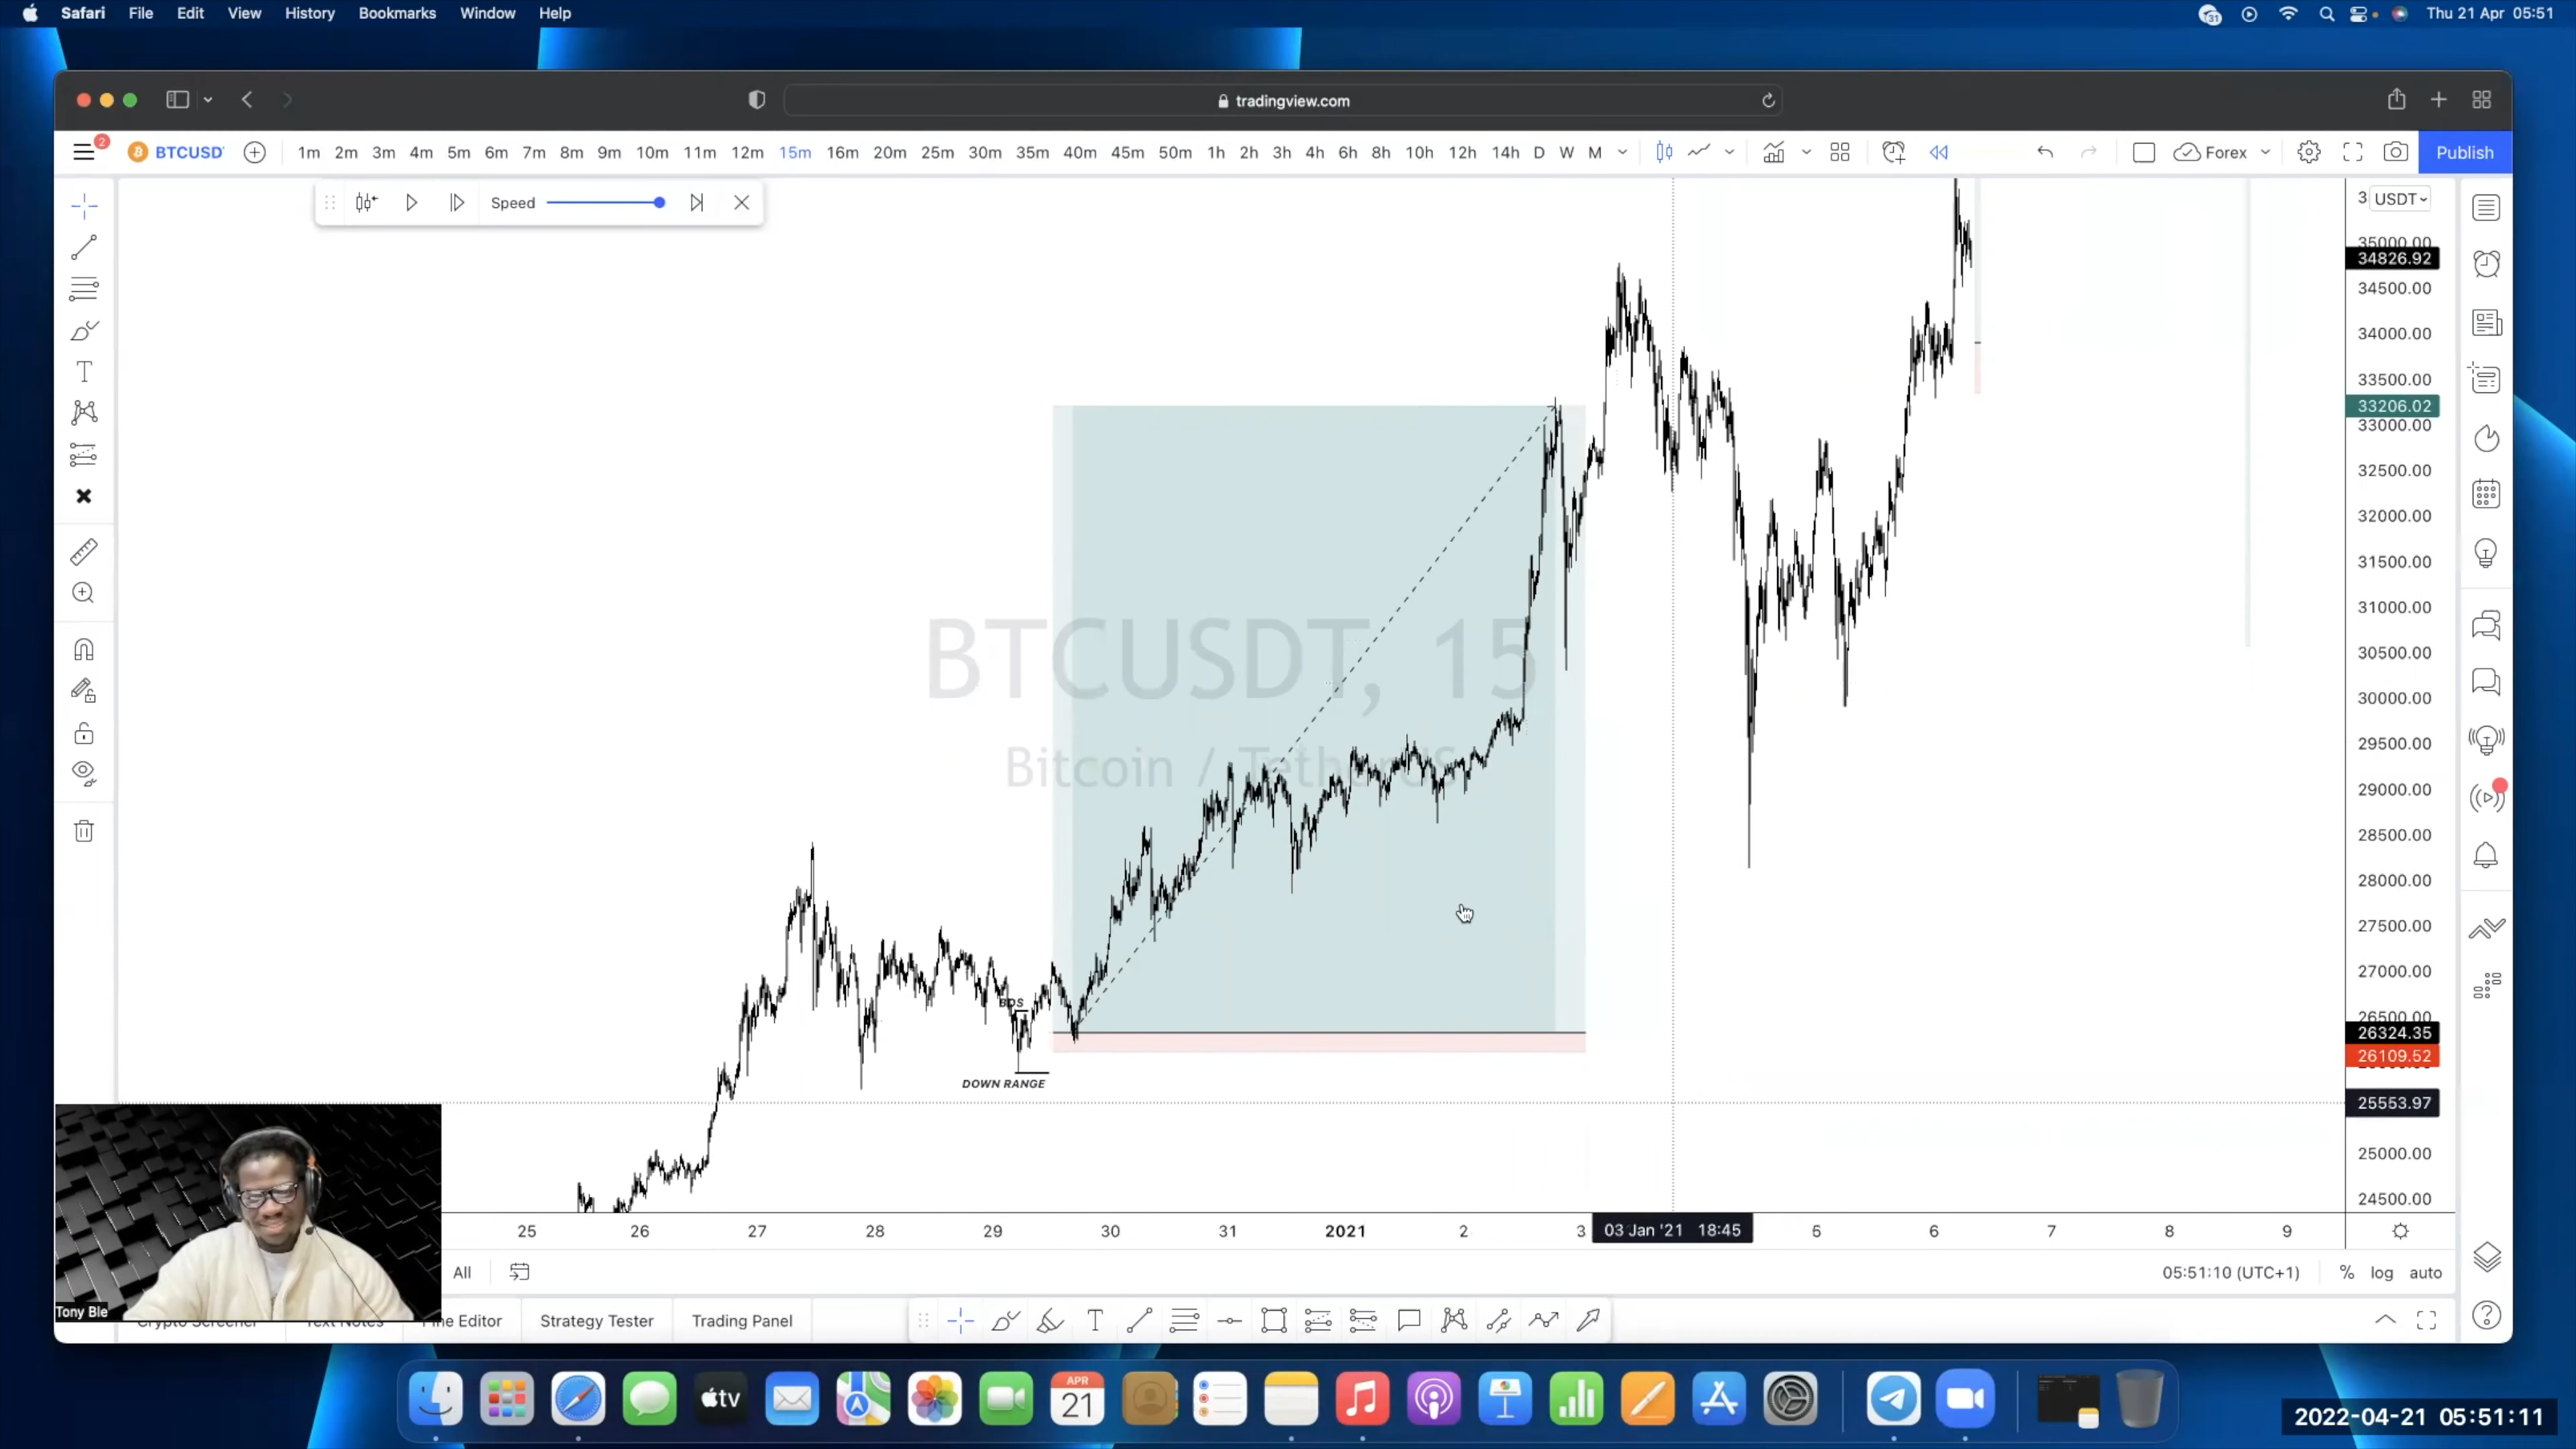 Safari File Edit View History Bookmarks Window Help
31
Thu 21 Apr 05:51
tradingview.com
2
BTCUSD
1m 2m 3m 4m 5m 6m 7m 8m 9m 10m 11m 12m 15m 16m 20m 25m 30m 35m 40m 45m 50m 1h 2h 3h 4h 6h 8h 10h 12h 14h D W M
Forex
Publish
Speed
3 USDT
35000.00
34826.92
34500.00
34000.00
33500.00
33206.02
33000.00
32500.00
32000.00
31500.00
31000.00
30500.00
30000.00
29500.00
29000.00
28500.00
28000.00
27500.00
27000.00
26500.00
26324.35
26109.52
25553.97
25000.00
24500.00
BTCUSDT, 15
Bitcoin / TetherUS
BOS
DOWN RANGE
25 26 27 28 29 30 31 2021 2 3 03 Jan '21 18:45 5 6 7 8 9
All
05:51:10 (UTC+1) % log auto
Tony Ble
Strategy Tester Trading Panel
tv
APR
21
2022-04-21 05:51:11